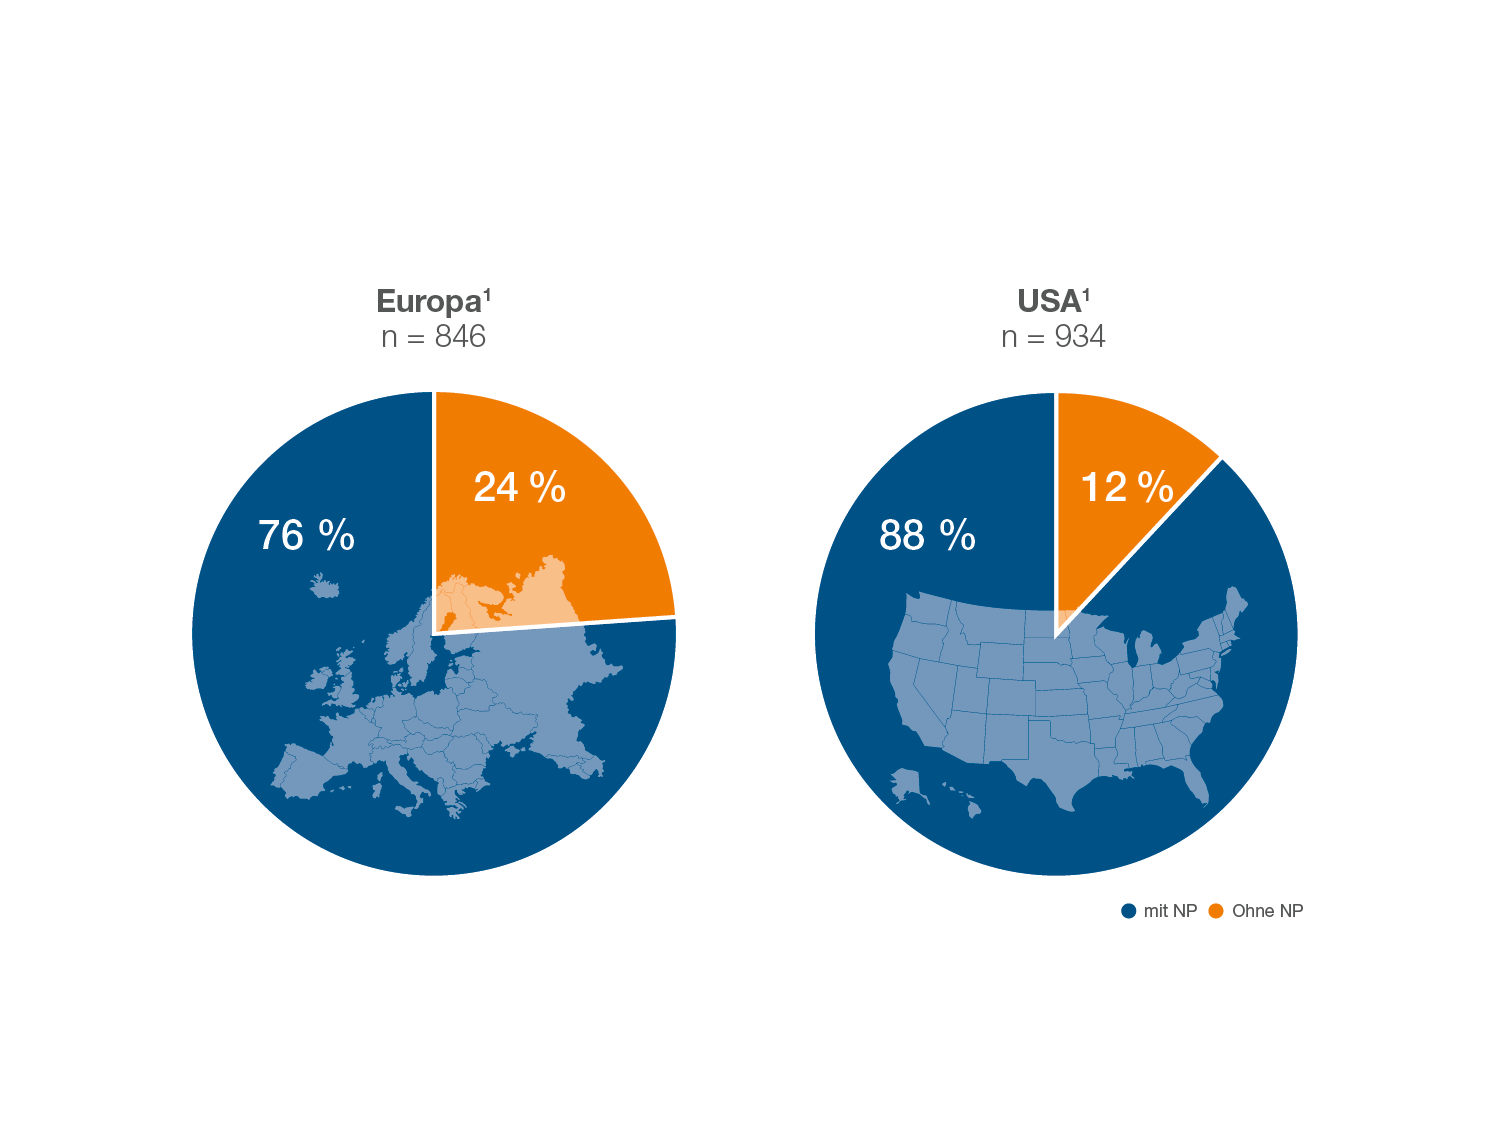 Europa¹
n = 846
USA¹
n = 934
24 %
76 %
12 %
88 %
mit NP
Ohne NP